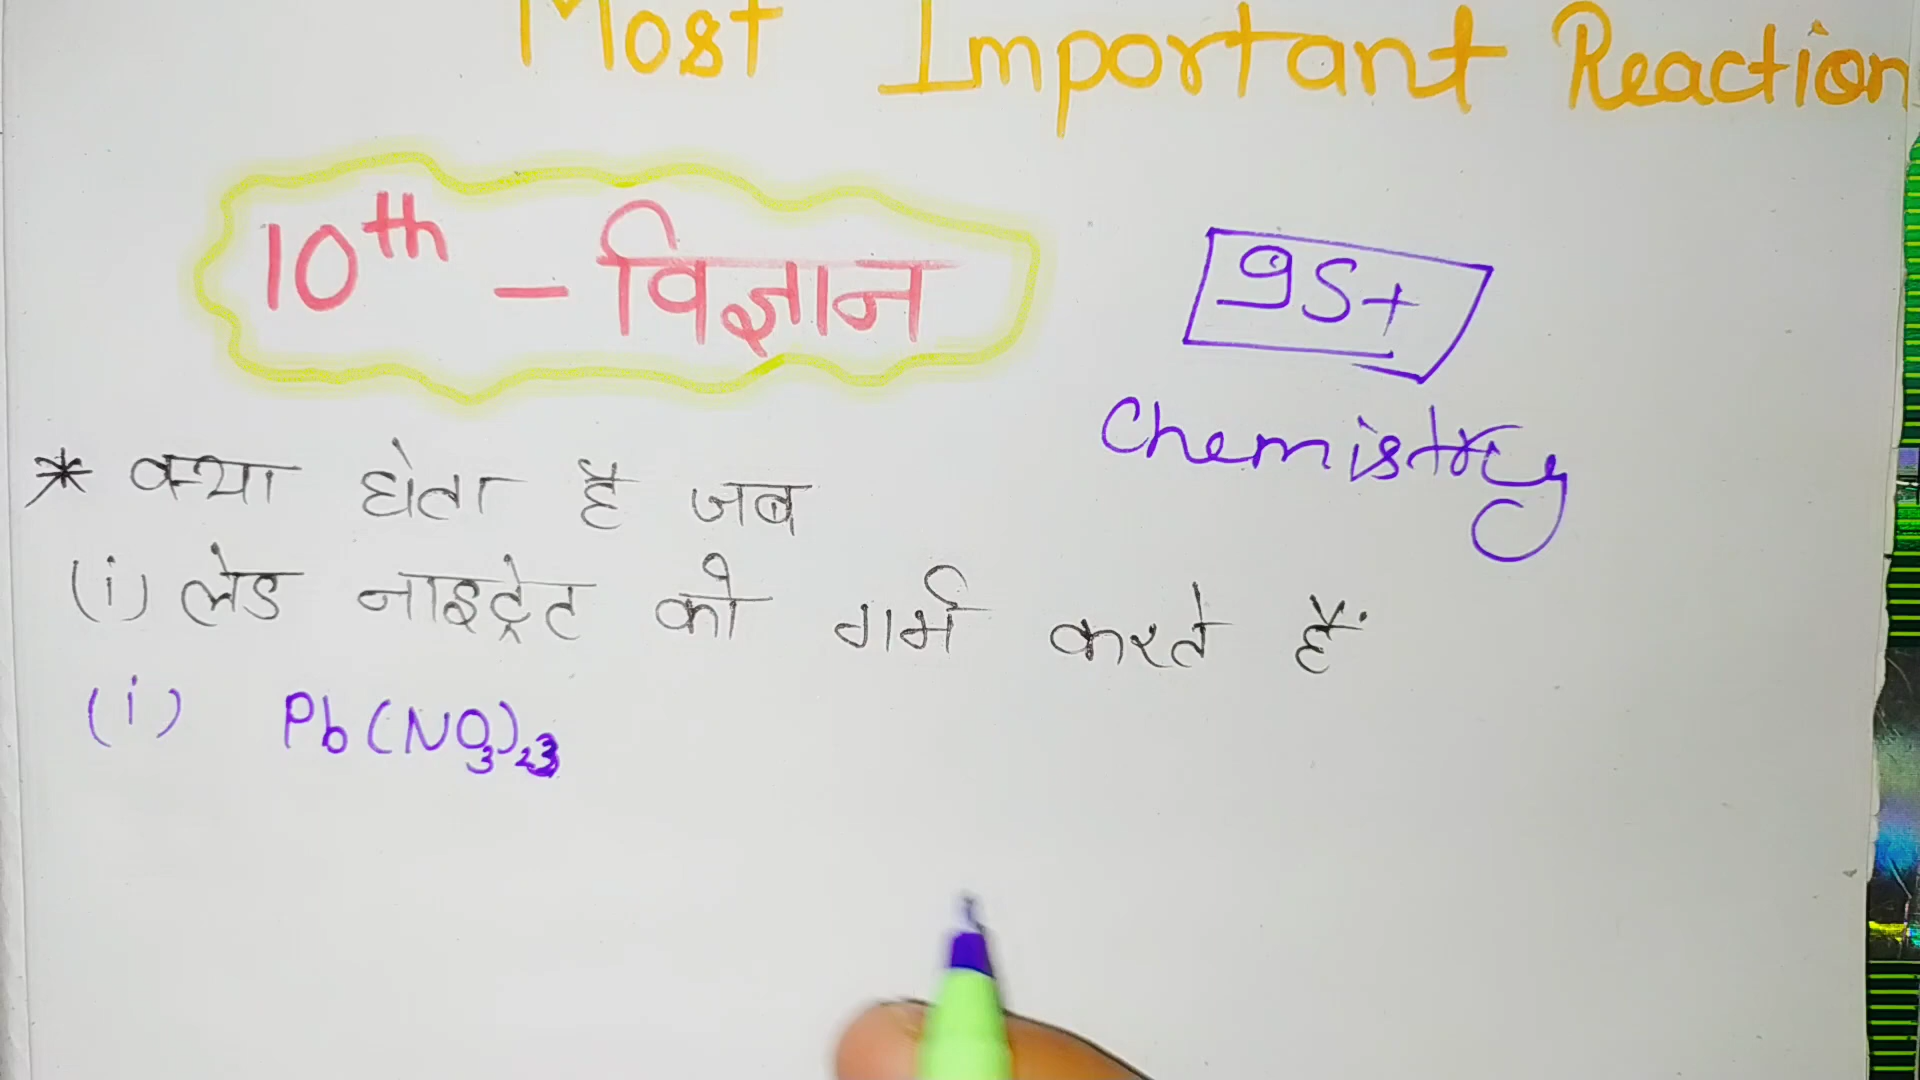 Most Important Reaction
10th - विज्ञान
95+
Chemistry
* क्या होता है जब
(i) लेड नाइट्रेट को गर्म करते हैं
(i) Pb(NO3)2